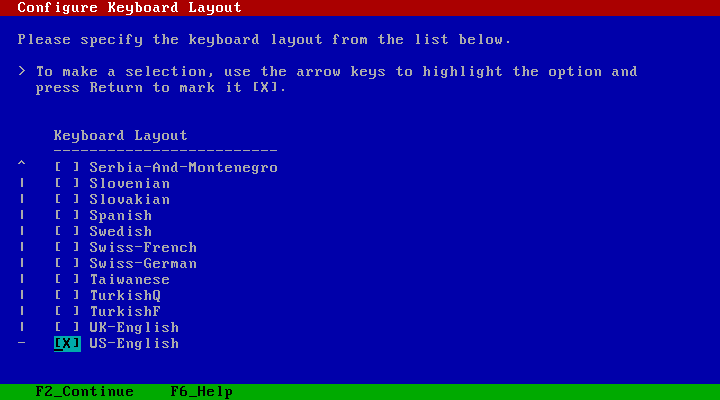 Configure Keyboard Layout
Please specify the keyboard layout from the list below.
> To make a selection, use the arrow keys to highlight the option and
press Return to mark it [X].
Keyboard Layout
-------------------------
^ [ ] Serbia-And-Montenegro
| [ ] Slovenian
| [ ] Slovakian
| [ ] Spanish
| [ ] Swedish
| [ ] Swiss-French
| [ ] Swiss-German
| [ ] Taiwanese
| [ ] TurkishQ
| [ ] TurkishF
| [ ] UK-English
- [X] US-English
F2_Continue F6_Help